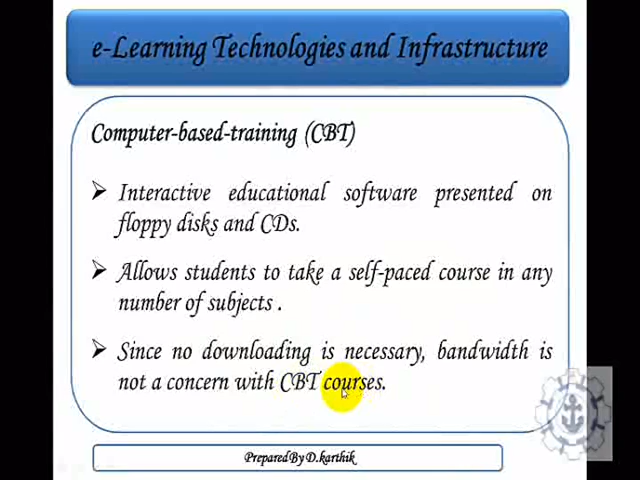 e-Learning Technologies and Infrastructure
Computer-based-training (CBT)
➢ Interactive educational software presented on
floppy disks and CDs.
➢ Allows students to take a self-paced course in any
number of subjects .
➢ Since no downloading is necessary, bandwidth is
not a concern with CBT courses.
Prepared By D.karthik